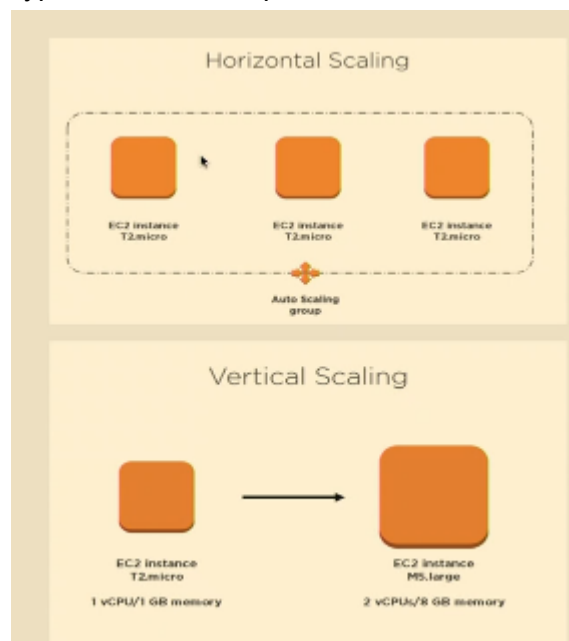 Horizontal Scaling
EC2 instance
T2.micro
EC2 instance
T2.micro
EC2 instance
T2.micro
Auto Scaling
group
Vertical Scaling
EC2 instance
T2.micro
1 vCPU/1 GB memory
EC2 instance
M5.large
2 vCPUs/8 GB memory